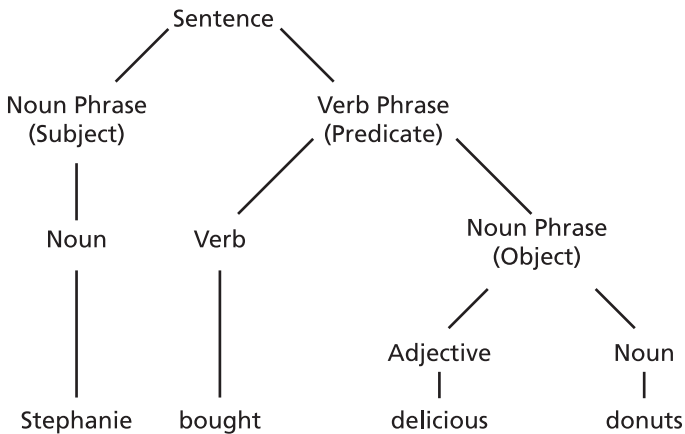 Sentence
Noun Phrase
(Subject)
Verb Phrase
(Predicate)
Noun
Verb
Noun Phrase
(Object)
Adjective
Noun
Stephanie
bought
delicious
donuts